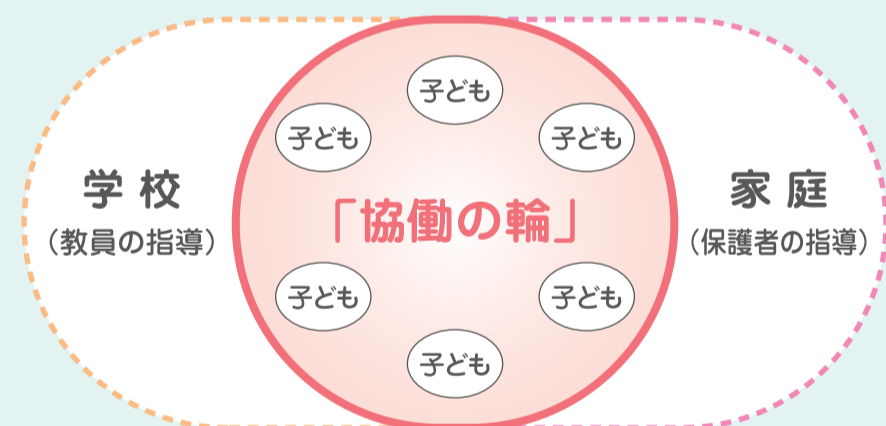 子ども
子ども
子ども
学校
(教員の指導)
「協働の輪」
家庭
(保護者の指導)
子ども
子ども
子ども